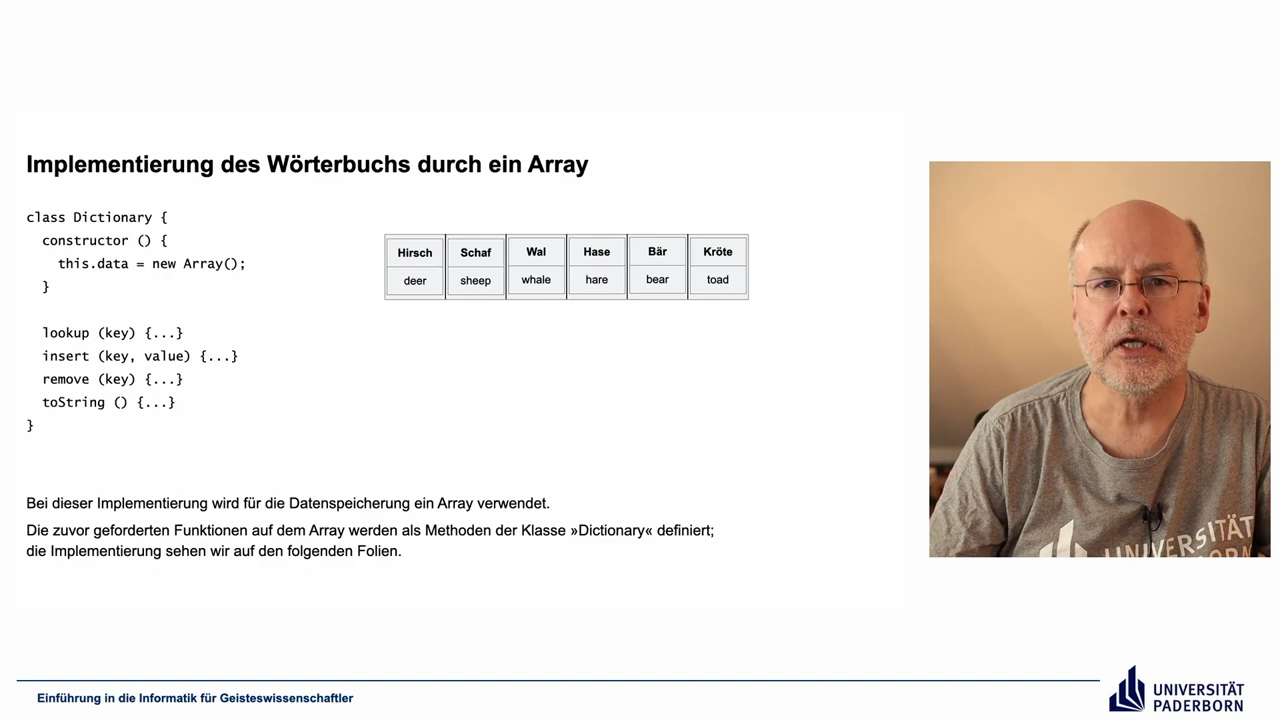 Implementierung des Wörterbuchs durch ein Array
class Dictionary {
constructor () {
this.data = new Array();
}
lookup (key) {...}
insert (key, value) {...}
remove (key) {...}
toString () {...}
}
Hirsch Schaf Wal Hase Bär Kröte
deer sheep whale hare bear toad
Bei dieser Implementierung wird für die Datenspeicherung ein Array verwendet.
Die zuvor geforderten Funktionen auf dem Array werden als Methoden der Klasse »Dictionary« definiert;
die Implementierung sehen wir auf den folgenden Folien.
UNIVERSITÄT
Einführung in die Informatik für Geisteswissenschaftler
UNIVERSITÄT
PADERBORN